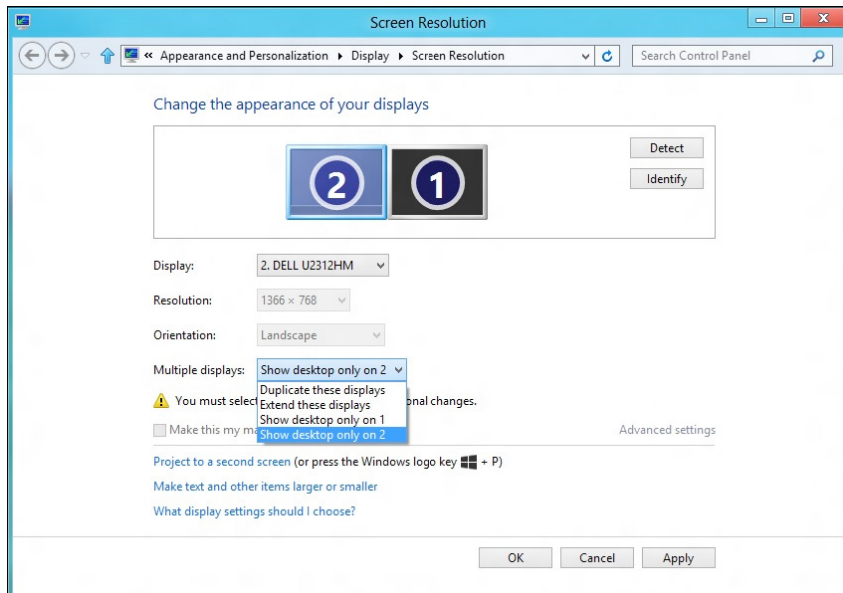 Screen Resolution
« Appearance and Personalization Display Screen Resolution Search Control Panel
Change the appearance of your displays
2 1
Detect
Identify
Display: 2. DELL U2312HM
Resolution: 1366 × 768
Orientation: Landscape
Multiple displays: Show desktop only on 2
Duplicate these displays
You must select onal changes.
Extend these displays
Show desktop only on 1
Make this my Advanced settings
Show desktop only on 2
Project to a second screen (or press the Windows logo key + P)
Make text and other items larger or smaller
What display settings should I choose?
OK Cancel Apply